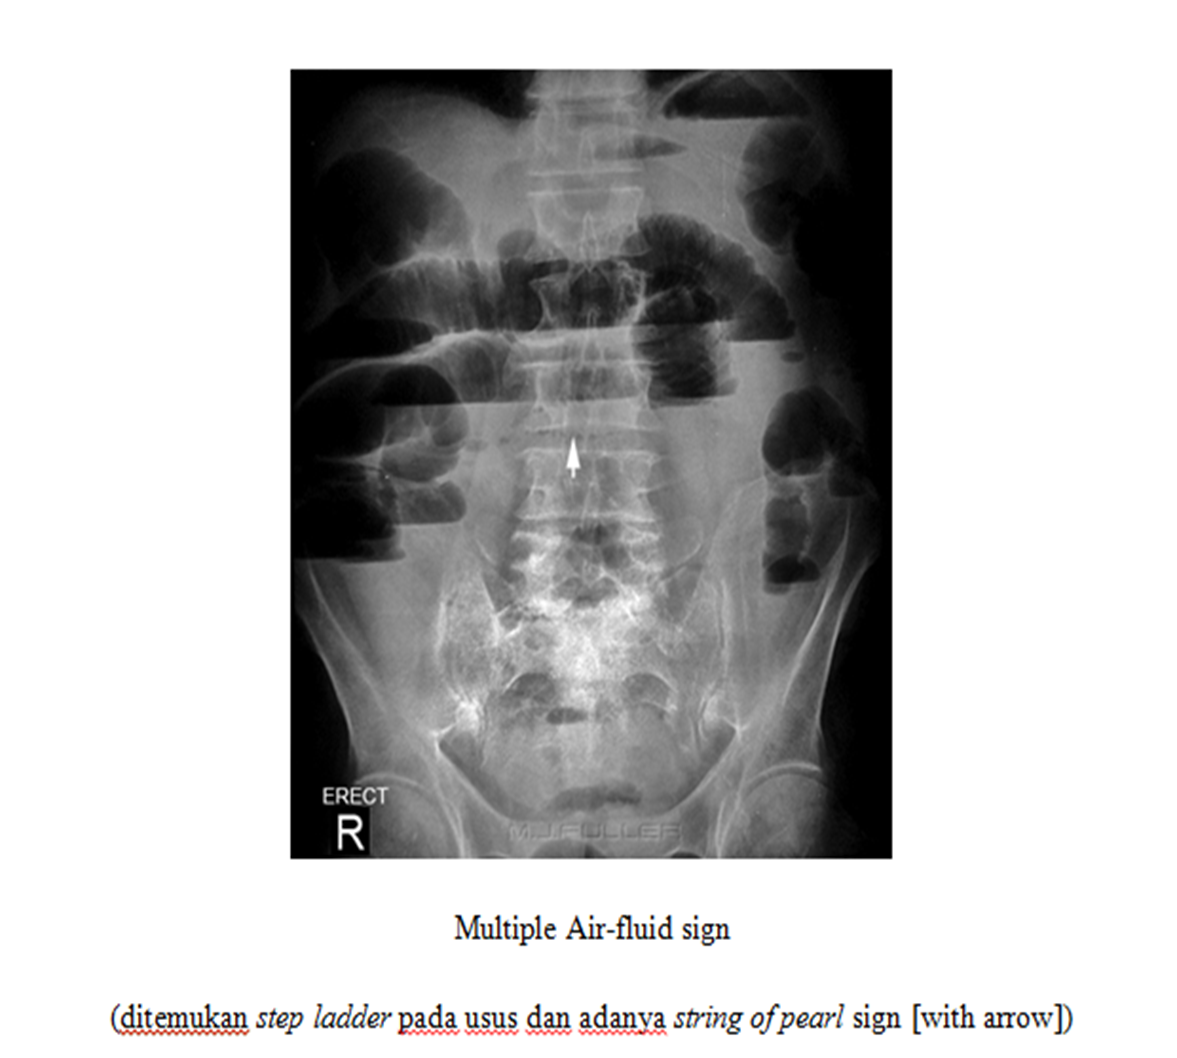 ERECT
R
M.J.FULLER
Multiple Air-fluid sign
(ditemukan step ladder pada usus dan adanya string of pearl sign [with arrow])